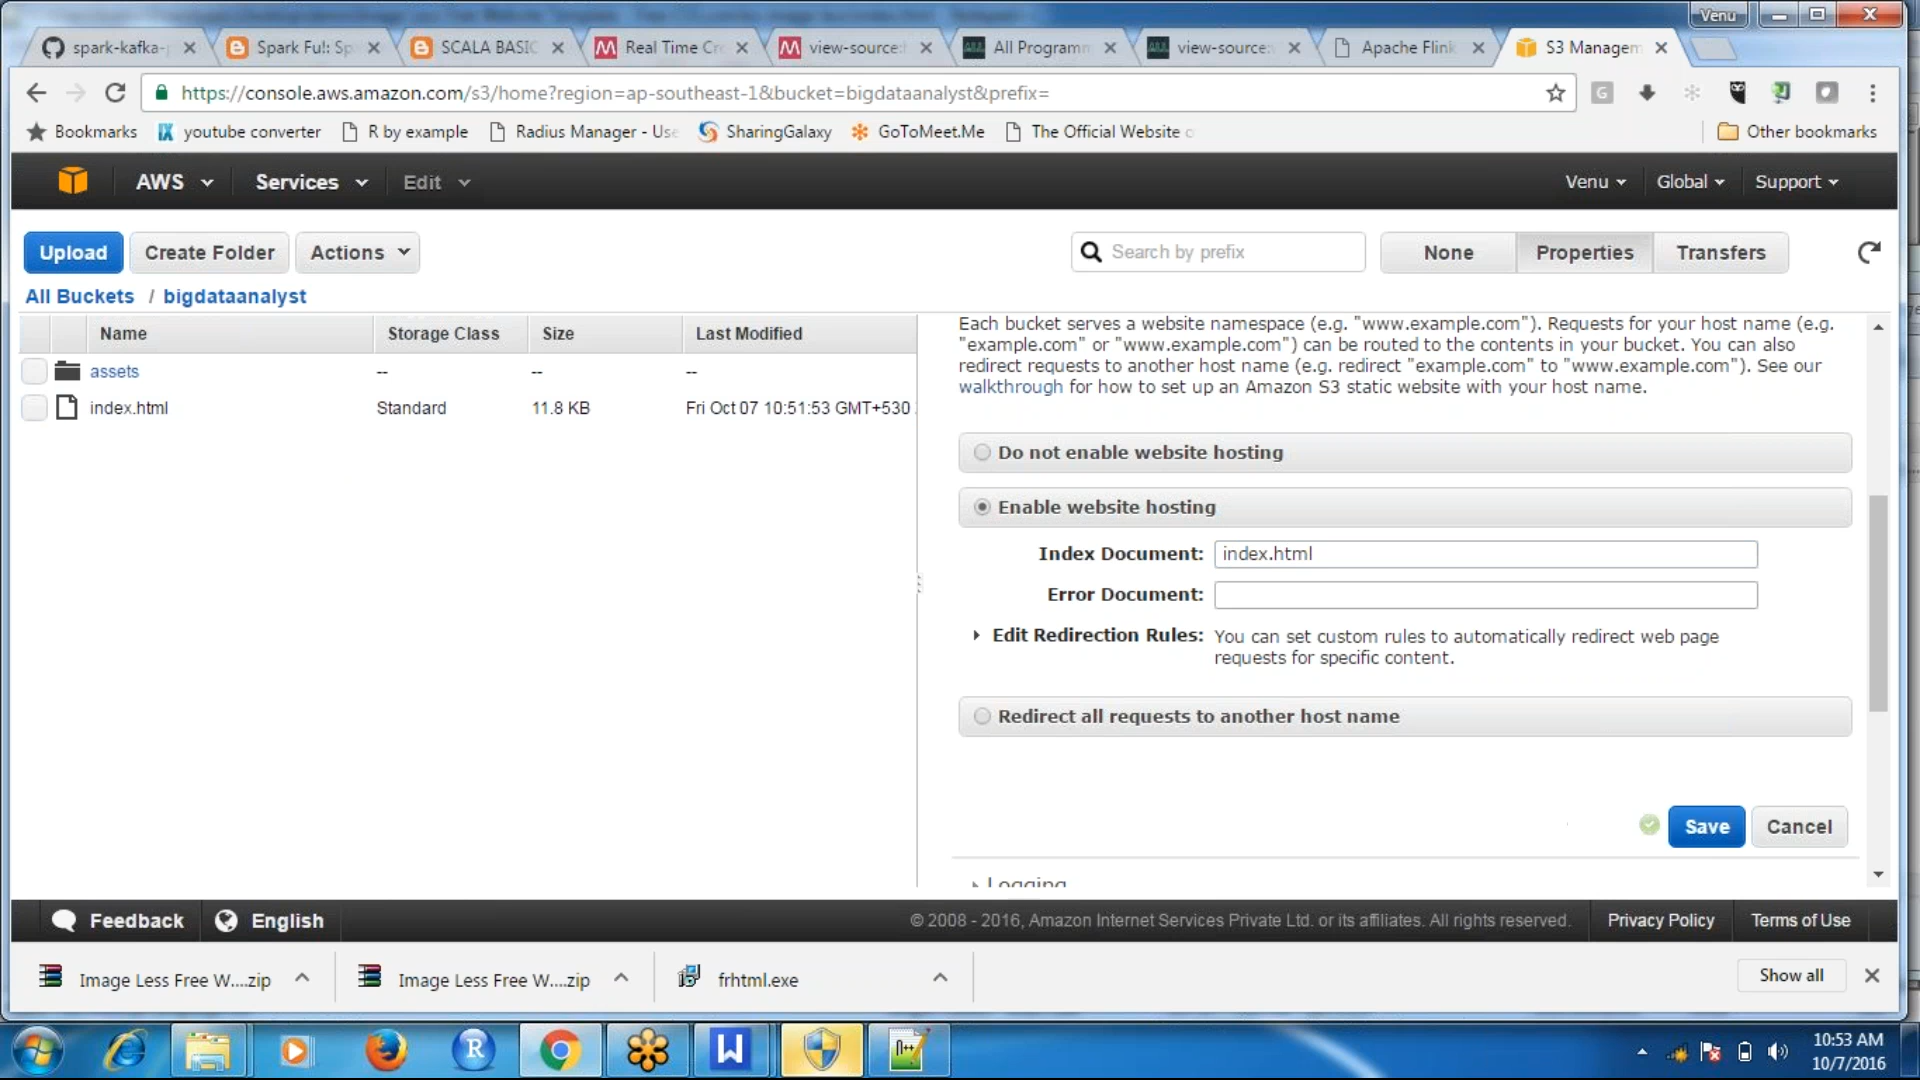 Venu
spark-kafka-
Spark Fu!: Sp
SCALA BASIC
Real Time Cre
view-source:
All Programm
view-source:
Apache Flink
S3 Managem
https://console.aws.amazon.com/s3/home?region=ap-southeast-1&bucket=bigdataanalyst&prefix=
Bookmarks
youtube converter
R by example
Radius Manager - Use
SharingGalaxy
GoToMeet.Me
The Official Website o
Other bookmarks
AWS
Services
Edit
Venu
Global
Support
Upload
Create Folder
Actions
Search by prefix
None
Properties
Transfers
All Buckets / bigdataanalyst
Name
Storage Class
Size
Last Modified
assets -- -- --
index.html Standard 11.8 KB Fri Oct 07 10:51:53 GMT+530
Each bucket serves a website namespace (e.g. "www.example.com"). Requests for your host name (e.g.
"example.com" or "www.example.com") can be routed to the contents in your bucket. You can also
redirect requests to another host name (e.g. redirect "example.com" to "www.example.com"). See our
walkthrough for how to set up an Amazon S3 static website with your host name.
Do not enable website hosting
Enable website hosting
Index Document: index.html
Error Document:
Edit Redirection Rules: You can set custom rules to automatically redirect web page
requests for specific content.
Redirect all requests to another host name
Save
Cancel
Logging
Feedback
English
© 2008 - 2016, Amazon Internet Services Private Ltd. or its affiliates. All rights reserved.
Privacy Policy
Terms of Use
Image Less Free W....zip
Image Less Free W....zip
frhtml.exe
Show all
10:53 AM
10/7/2016